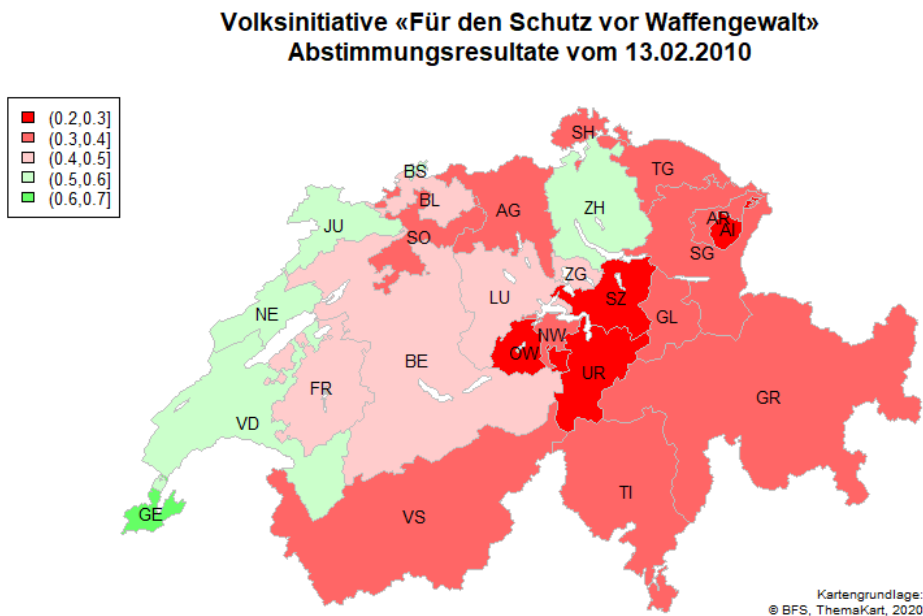 Volksinitiative «Für den Schutz vor Waffengewalt»
Abstimmungsresultate vom 13.02.2010
(0.2,0.3]
(0.3,0.4]
(0.4,0.5]
(0.5,0.6]
(0.6,0.7]
SH
BS
TG
BL
AG
ZH
AR
JU
AI
SO
SG
ZG
LU
SZ
NE
GL
NW
OW
BE
UR
FR
GR
VD
TI
GE
VS
Kartengrundlage:
© BFS, ThemaKart, 2020